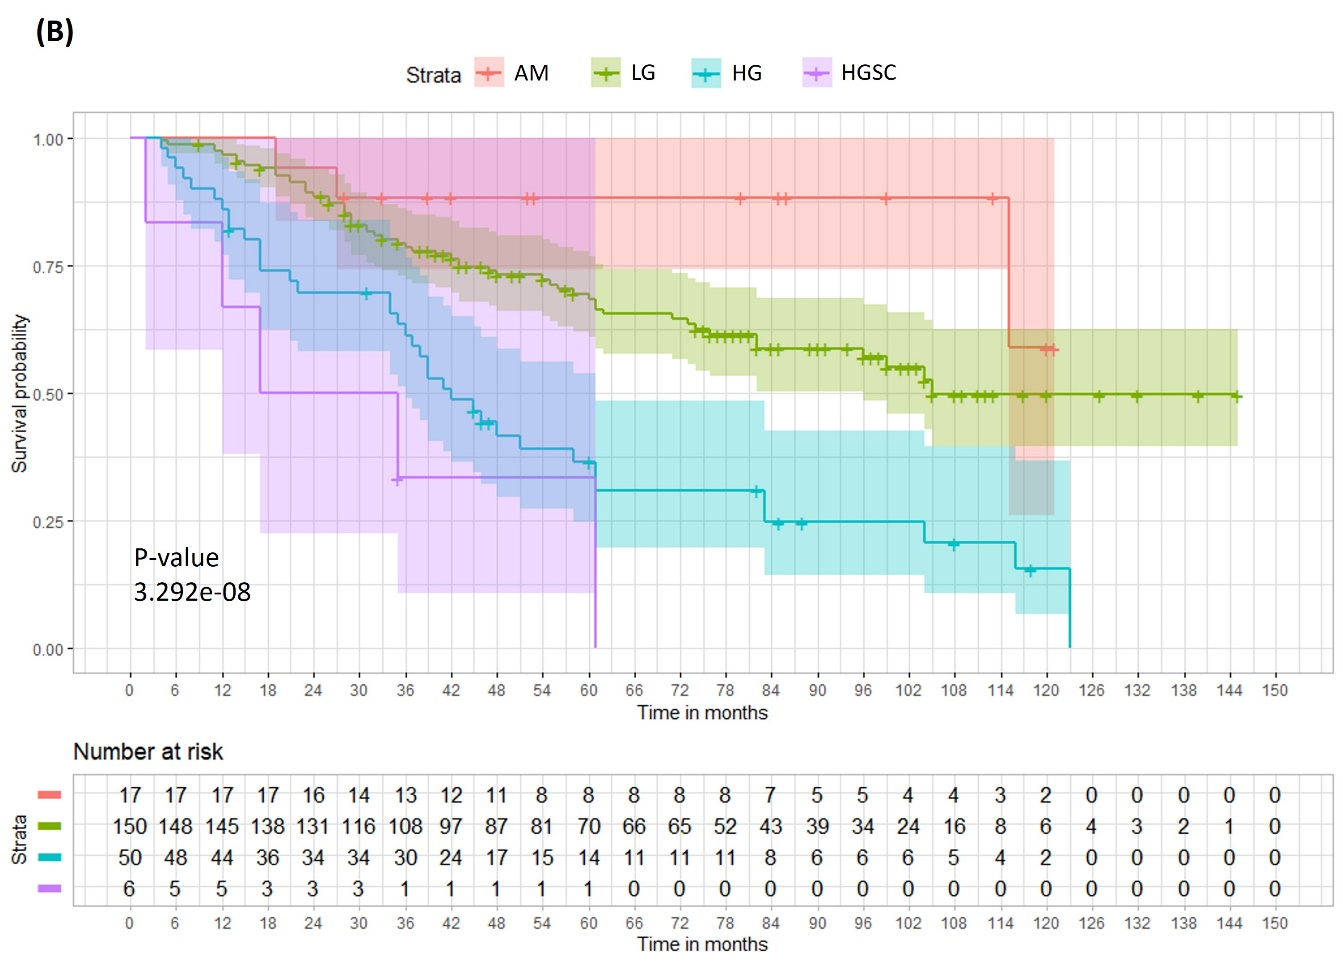 (B)
Strata AM LG HG HGSC
1.00
0.75
0.50
0.25
0.00
Survival probability
P-value
3.292e-08
0 6 12 18 24 30 36 42 48 54 60 66 72 78 84 90 96 102 108 114 120 126 132 138 144 150
Time in months
Number at risk
Strata
17 17 17 17 16 14 13 12 11 8 8 8 8 8 7 5 5 4 4 3 2 0 0 0 0 0
150 148 145 138 131 116 108 97 87 81 70 66 65 52 43 39 34 24 16 8 6 4 3 2 1 0
50 48 44 36 34 34 30 24 17 15 14 11 11 11 8 6 6 6 5 4 2 0 0 0 0 0
6 5 5 3 3 3 1 1 1 1 1 0 0 0 0 0 0 0 0 0 0 0 0 0 0 0
0 6 12 18 24 30 36 42 48 54 60 66 72 78 84 90 96 102 108 114 120 126 132 138 144 150
Time in months